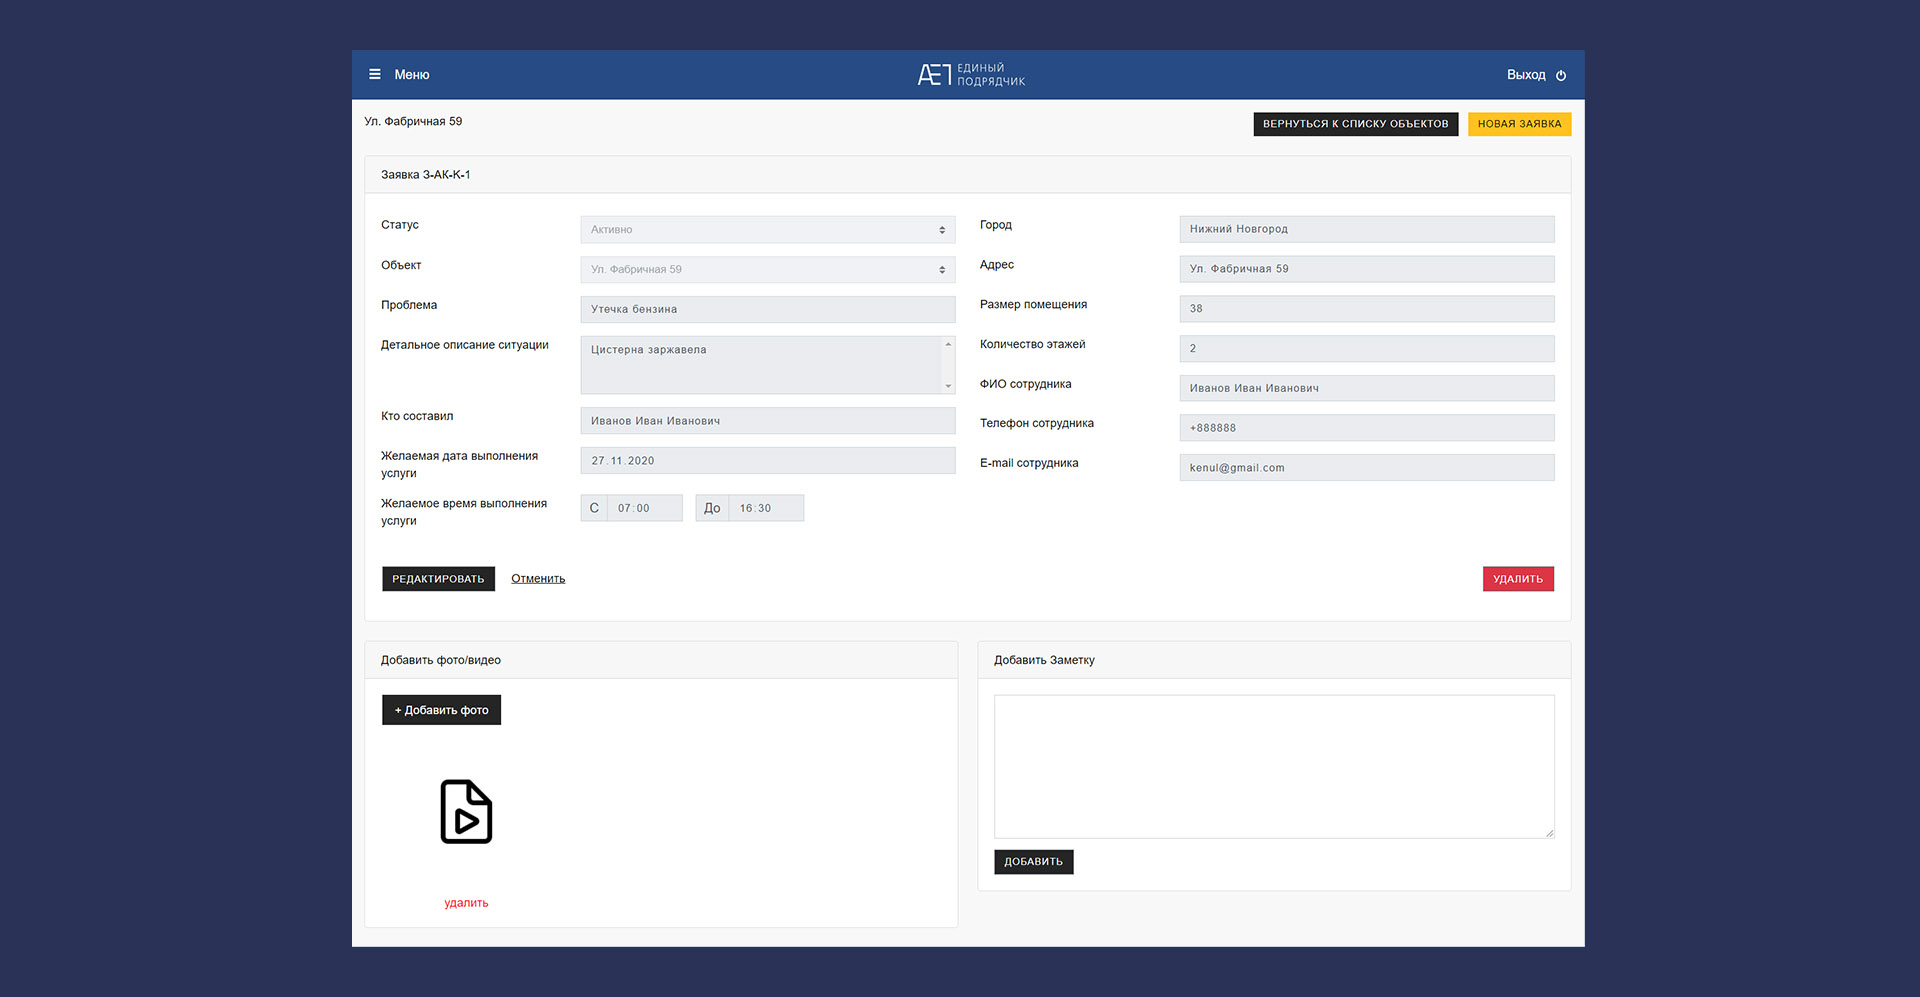 Меню
ЕДИНЫЙ
ПОДРЯДЧИК
Выход
Ул. Фабричная 59
ВЕРНУТЬСЯ К СПИСКУ ОБЪЕКТОВ
НОВАЯ ЗАЯВКА
Заявка З-АК-К-1
Статус
Активно
Объект
Ул. Фабричная 59
Проблема
Утечка бензина
Детальное описание ситуации
Цистерна заржавела
Кто составил
Иванов Иван Иванович
Желаемая дата выполнения
услуги
27.11.2020
Желаемое время выполнения
услуги
С 07:00
До 16:30
Город
Нижний Новгород
Адрес
Ул. Фабричная 59
Размер помещения
38
Количество этажей
2
ФИО сотрудника
Иванов Иван Иванович
Телефон сотрудника
+888888
E-mail сотрудника
kenul@gmail.com
РЕДАКТИРОВАТЬ
Отменить
УДАЛИТЬ
Добавить фото/видео
+ Добавить фото
удалить
Добавить Заметку
ДОБАВИТЬ